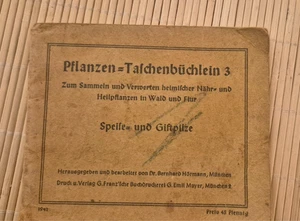 Pflanzen=Taschenbüchlein 3
Zum Sammeln und Verwerten heimischer Nähr= und
Heilpflanzen in Wald und Flur
Speise= und Giftpilze
Herausgegeben und bearbeitet von Dr. Bernhard Hörmann, München
Druck u. Verlag G. Franz'sche Buchdruckerei G. Emil Mayer, München 2
Preis 45 Pfennig